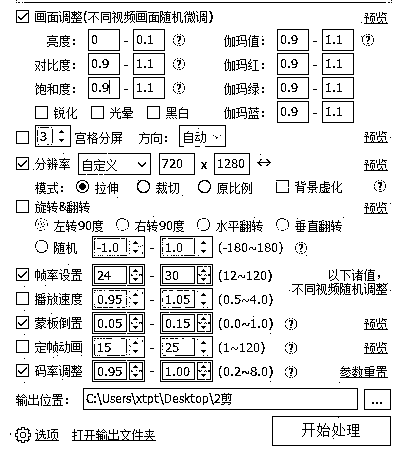 画面调整(不同视频画面随机微调) 预览
亮度: 0 - 0.1 ? 伽玛值: 0.9 - 1.1 ?
对比度: 0.9 - 1.1 伽玛红: 0.9 - 1.1
饱和度: 0.9 - 1.1 伽玛绿: 0.9 - 1.1
锐化 光晕 黑白 伽玛蓝: 0.9 - 1.1
3 宫格分屏 方向: 自动 预览
分辨率 自定义 720 x 1280 ↔ 预览
模式: 拉伸 裁切 原比例 背景虚化
旋转&翻转 预览
左转90度 右转90度 水平翻转 垂直翻转
随机 -1.0 - 1.0 (-180~180) ?
帧率设置 24 - 30 (12~120) 以下诸值,
播放速度 0.95 - 1.05 (0.5~4.0) 不同视频随机调整
蒙板倒置 0.05 - 0.15 (0.0~1.0) ? 预览
定帧动画 15 - 25 (1~120) ? 预览
码率调整 0.95 - 1.00 (0.2~8.0) ? 参数重置
输出位置: C:\Users\xtpt\Desktop\2剪 ...
选项 打开输出文件夹 开始处理